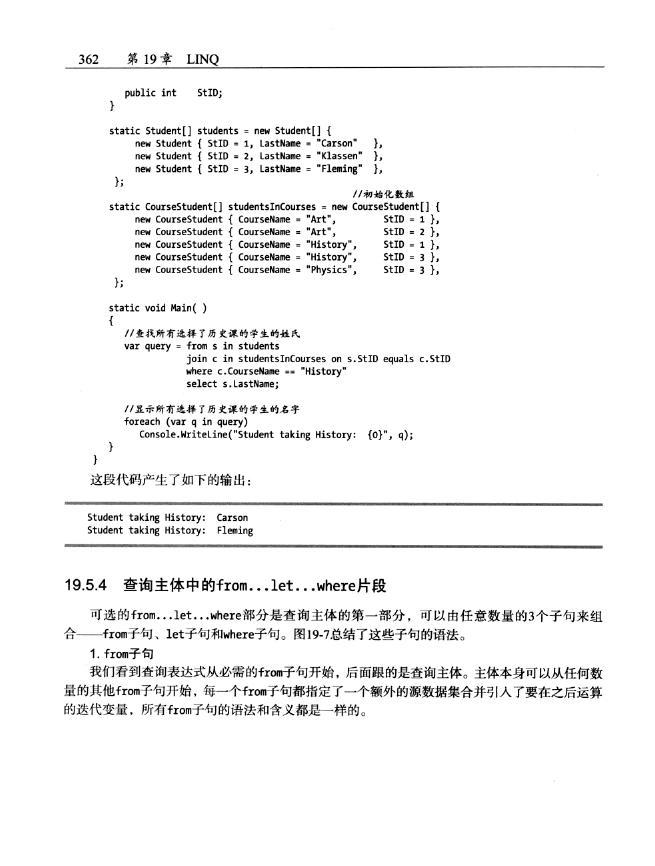 362 第19章 LINQ
public int StID;
}
static Student[] students = new Student[] {
new Student { StID = 1, LastName = "Carson" },
new Student { StID = 2, LastName = "Klassen" },
new Student { StID = 3, LastName = "Fleming" },
};
//初始化数组
static CourseStudent[] studentsInCourses = new CourseStudent[] {
new CourseStudent { CourseName = "Art", StID = 1 },
new CourseStudent { CourseName = "Art", StID = 2 },
new CourseStudent { CourseName = "History", StID = 1 },
new CourseStudent { CourseName = "History", StID = 3 },
new CourseStudent { CourseName = "Physics", StID = 3 },
};
static void Main( )
{
//查找所有选择了历史课的学生的姓氏
var query = from s in students
join c in studentsInCourses on s.StID equals c.StID
where c.CourseName == "History"
select s.LastName;
//显示所有选择了历史课的学生的名字
foreach (var q in query)
Console.WriteLine("Student taking History: {0}", q);
}
}
这段代码产生了如下的输出:
Student taking History: Carson
Student taking History: Fleming
19.5.4 查询主体中的from...let...where片段
可选的from...let...where部分是查询主体的第一部分，可以由任意数量的3个子句来组
合——from子句、let子句和where子句。图19-7总结了这些子句的语法。
1. from子句
我们看到查询表达式从必需的from子句开始，后面跟的是查询主体。主体本身可以从任何数
量的其他from子句开始，每一个from子句都指定了一个额外的源数据集合并引入了要在之后运算
的迭代变量，所有from子句的语法和含义都是一样的。